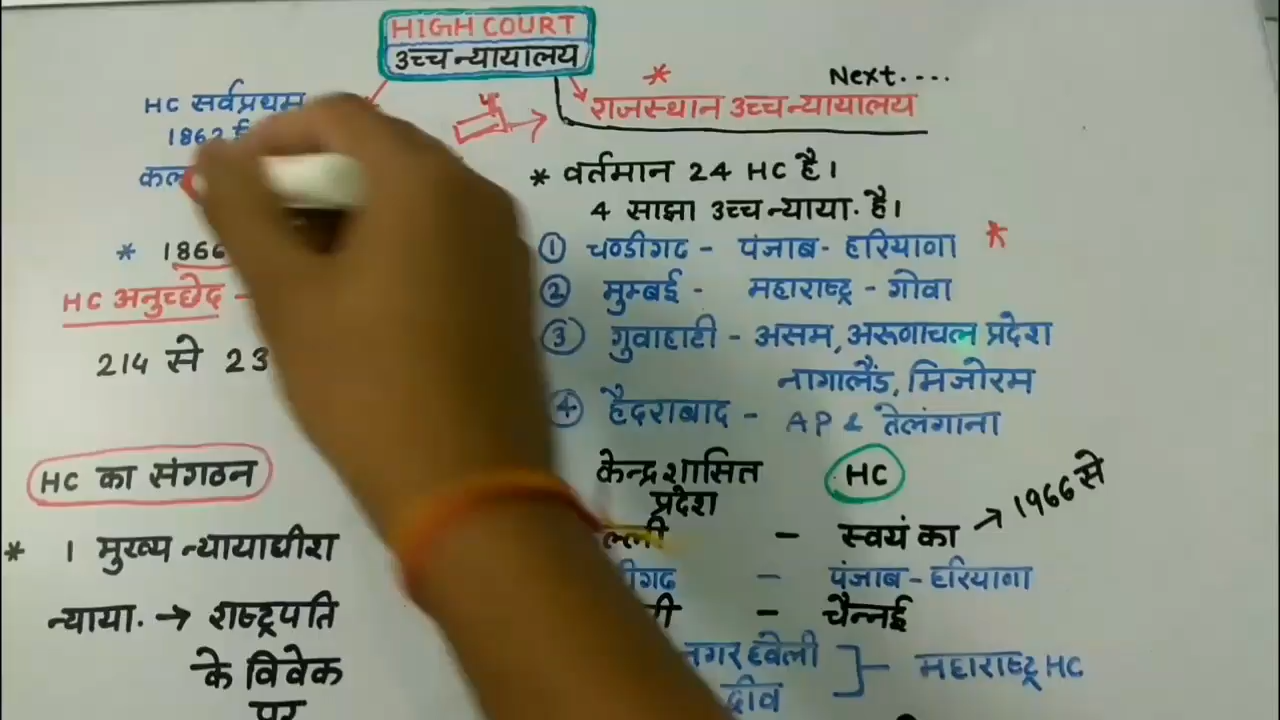 HIGH COURT
उच्च न्यायालय
Next....
* राजस्थान उच्च न्यायालय
HC सर्वप्रथम
1862
* वर्तमान 24 HC है।
4 साझा उच्च न्याया. है।
* 1866
① चण्डीगढ - पंजाब - हरियाणा *
HC अनुच्छेद -
② मुम्बई - महाराष्ट्र - गोवा
214 से 23
③ गुवाहाटी - असम, अरूणाचल प्रदेश
नागालैंड, मिजोरम
④ हैदराबाद - AP & तेलंगाना
HC का संगठन
केन्द्र शासित
प्रदेश
HC
* 1 मुख्य न्यायाधीश
- स्वयं का → 1966 से
- पंजाब - हरियाणा
न्याया. → राष्ट्रपति
- चैन्नई
के विवेक
पर
नगर हवेली
दीव
महाराष्ट्र HC